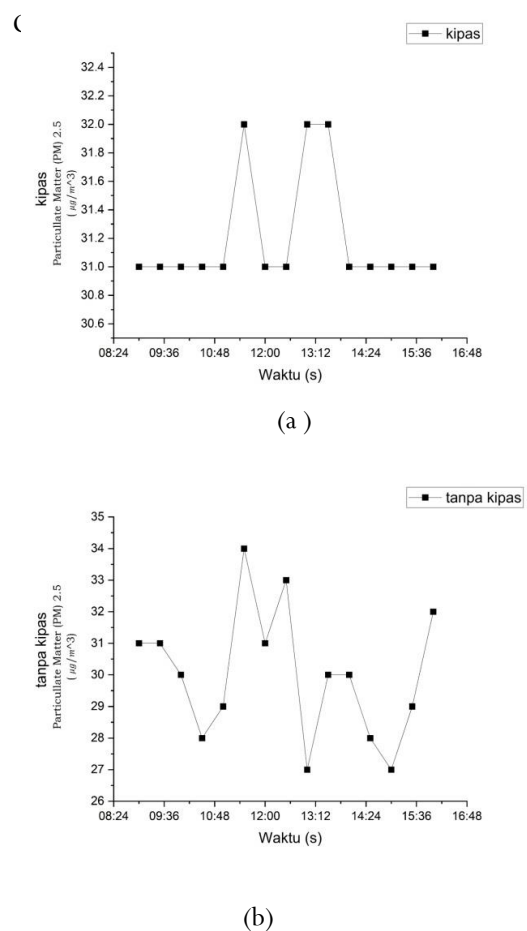 kipas
32.4
32.2
32.0
31.8
31.6
31.4
31.2
31.0
30.8
30.6
kipas
Particullate Matter (PM) 2.5
( μg/m^3)
08:24 09:36 10:48 12:00 13:12 14:24 15:36 16:48
Waktu (s)
(a )
tanpa kipas
35
34
33
32
31
30
29
28
27
26
tanpa kipas
Particullate Matter (PM) 2.5
( μg/m^3)
08:24 09:36 10:48 12:00 13:12 14:24 15:36 16:48
Waktu (s)
(b)